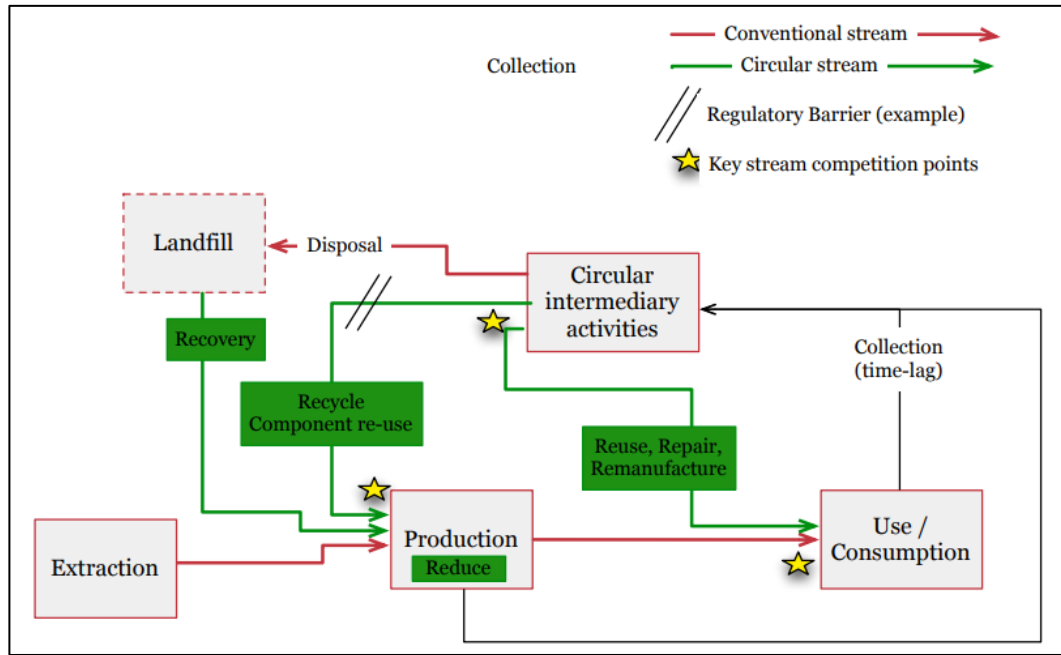 Conventional stream
Collection
Circular stream
Regulatory Barrier (example)
Key stream competition points
Landfill
Disposal
Circular
intermediary
activities
Recovery
Collection
(time-lag)
Recycle
Component re-use
Reuse, Repair,
Remanufacture
Extraction
Production
Reduce
Use /
Consumption